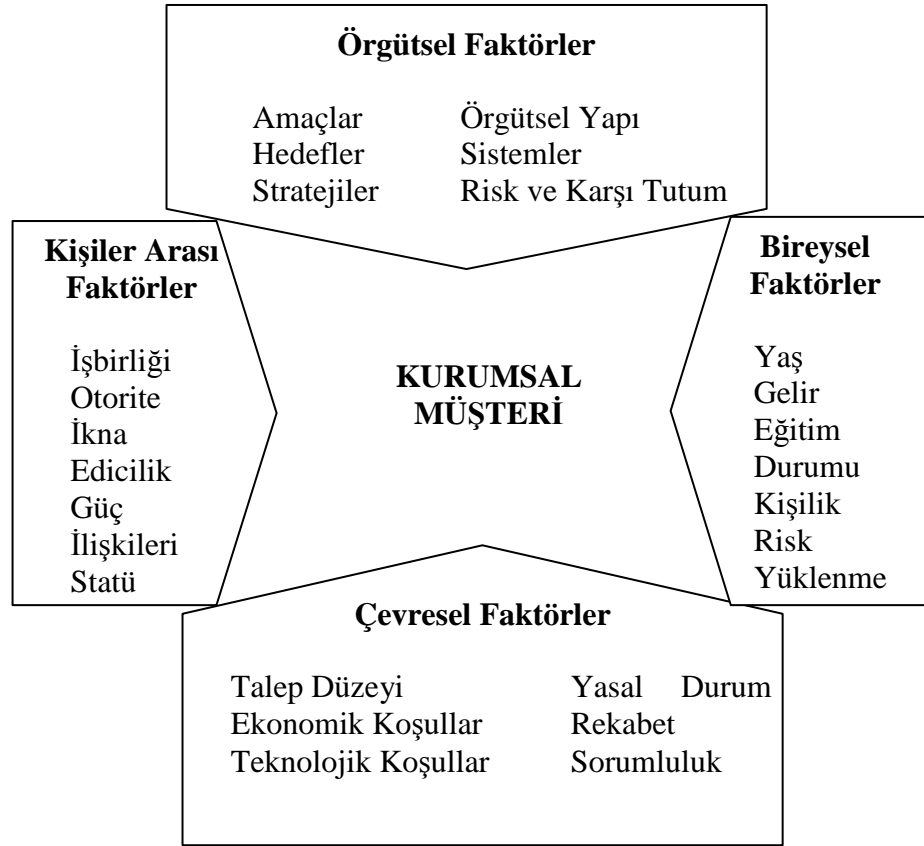 Örgütsel Faktörler
Amaçlar Örgütsel Yapı
Hedefler Sistemler
Stratejiler Risk ve Karşı Tutum
Kişiler Arası
Faktörler
İşbirliği
Otorite
İkna
Edicilik
Güç
İlişkileri
Statü
KURUMSAL
MÜŞTERİ
Bireysel
Faktörler
Yaş
Gelir
Eğitim
Durumu
Kişilik
Risk
Yüklenme
Çevresel Faktörler
Talep Düzeyi Yasal Durum
Ekonomik Koşullar Rekabet
Teknolojik Koşullar Sorumluluk